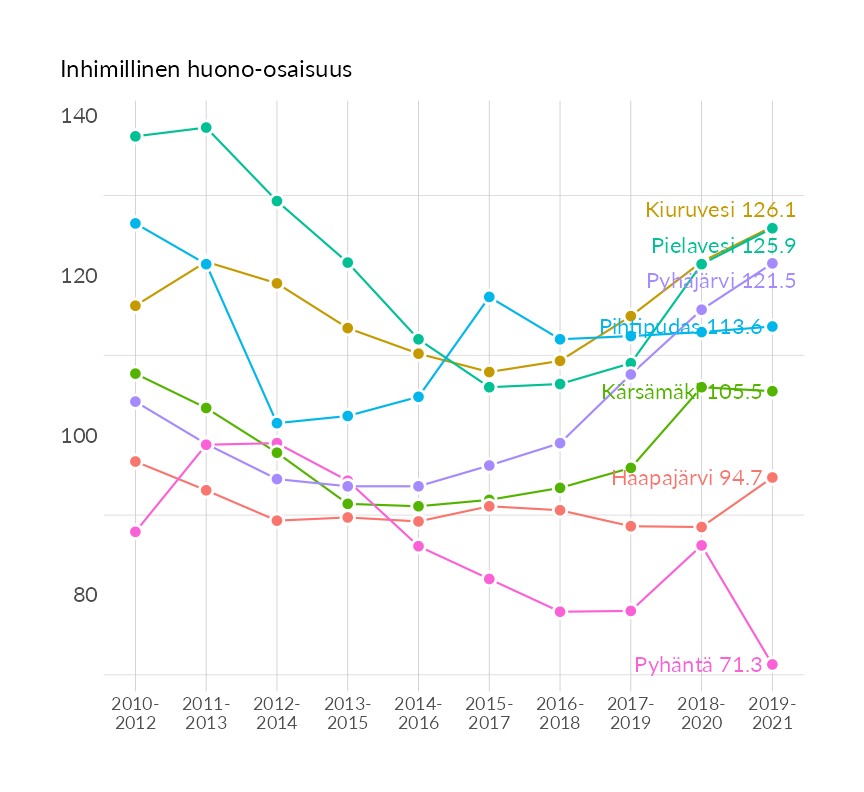 Inhimillinen huono-osaisuus
140
120
100
80
Kiuruvesi 126.1
Pielavesi 125.9
Pyhäjärvi 121.5
Pihtipudas 113.6
Kärsämäki 105.5
Haapajärvi 94.7
Pyhäntä 71.3
2010- 2011- 2012- 2013- 2014- 2015- 2016- 2017- 2018- 2019-
2012 2013 2014 2015 2016 2017 2018 2019 2020 2021